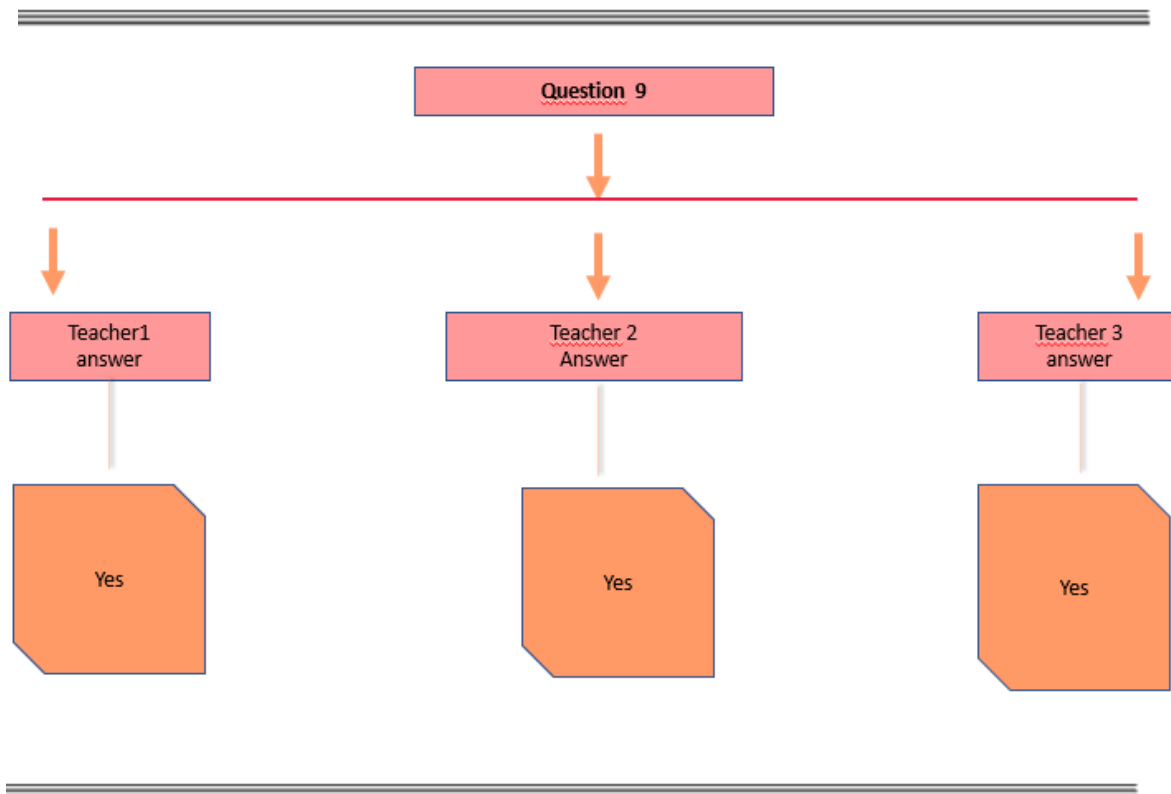 Question 9
Teacher1
answer
Teacher 2
Answer
Teacher 3
answer
Yes
Yes
Yes